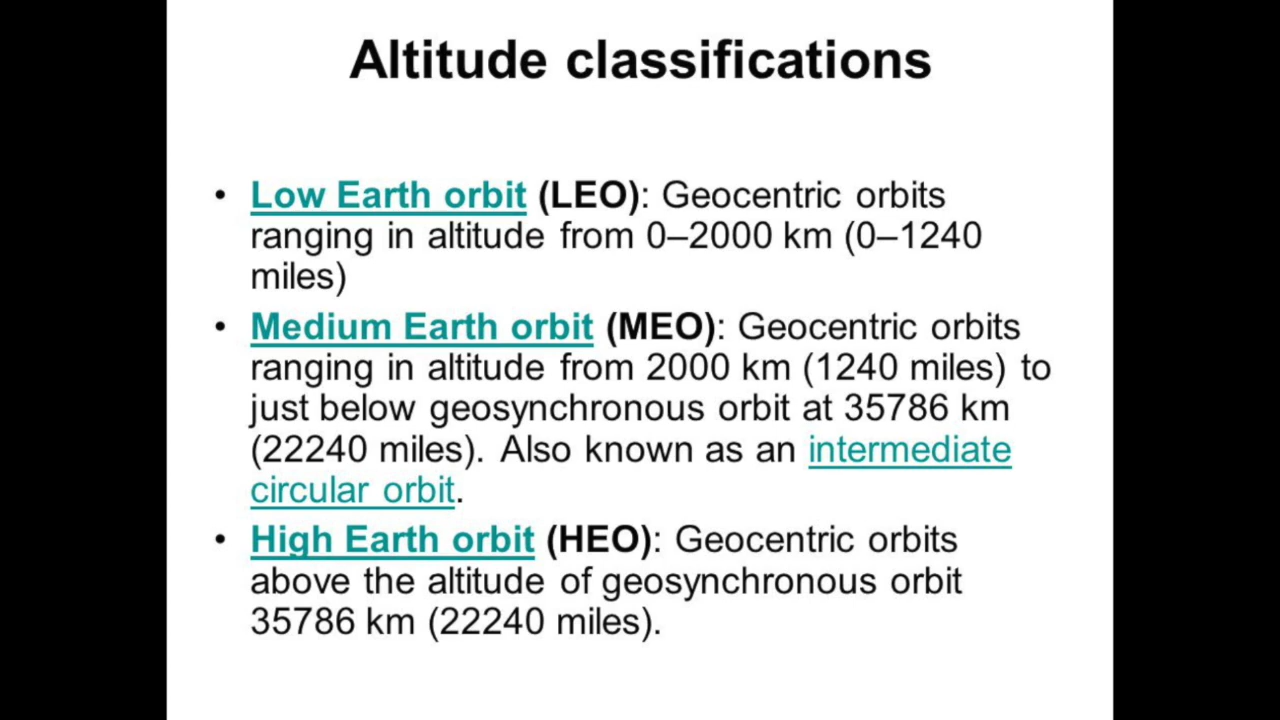 Altitude classifications
• Low Earth orbit (LEO): Geocentric orbits
ranging in altitude from 0–2000 km (0–1240
miles)
• Medium Earth orbit (MEO): Geocentric orbits
ranging in altitude from 2000 km (1240 miles) to
just below geosynchronous orbit at 35786 km
(22240 miles). Also known as an intermediate
circular orbit.
• High Earth orbit (HEO): Geocentric orbits
above the altitude of geosynchronous orbit
35786 km (22240 miles).